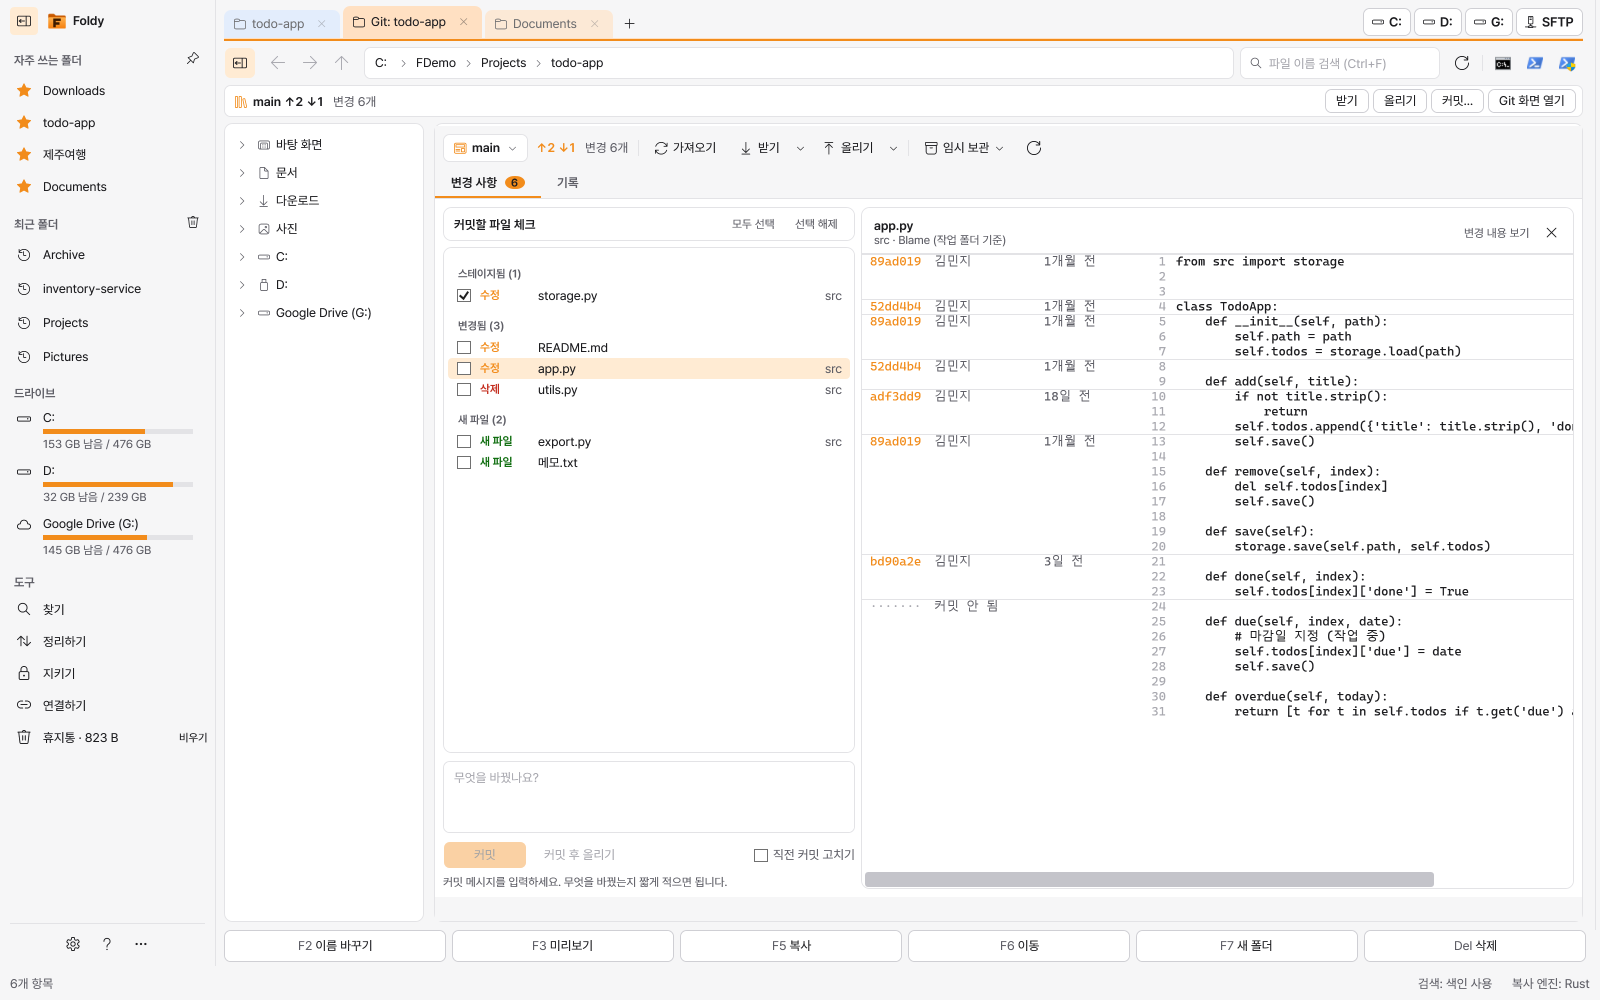 Foldy
자주 쓰는 폴더
Downloads
todo-app
제주여행
Documents
최근 폴더
Archive
inventory-service
Projects
Pictures
드라이브
C:
153 GB 남음 / 476 GB
D:
32 GB 남음 / 239 GB
Google Drive (G:)
145 GB 남음 / 476 GB
도구
찾기
정리하기
지키기
연결하기
휴지통 · 823 B 비우기
6개 항목
todo-app
Git: todo-app
Documents
C: D: G: SFTP
C: FDemo Projects todo-app
파일 이름 검색 (Ctrl+F)
main ↑2 ↓1 변경 6개
받기 올리기 커밋... Git 화면 열기
바탕 화면
문서
다운로드
사진
C:
D:
Google Drive (G:)
main ↑2 ↓1 변경 6개 가져오기 받기 올리기 임시 보관
변경 사항 6 기록
커밋할 파일 체크 모두 선택 선택 해제
스테이지됨 (1)
수정 storage.py src
변경됨 (3)
수정 README.md
수정 app.py src
삭제 utils.py src
새 파일 (2)
새 파일 export.py src
새 파일 메모.txt
무엇을 바꿨나요?
커밋 커밋 후 올리기 직전 커밋 고치기
커밋 메시지를 입력하세요. 무엇을 바꿨는지 짧게 적으면 됩니다.
app.py
src · Blame (작업 폴더 기준)
변경 내용 보기
89ad019 김민지 1개월 전 1 from src import storage
2
3
52dd4b4 김민지 1개월 전 4 class TodoApp:
89ad019 김민지 1개월 전 5 def __init__(self, path):
6 self.path = path
7 self.todos = storage.load(path)
52dd4b4 김민지 1개월 전 8
9 def add(self, title):
adf3dd9 김민지 18일 전 10 if not title.strip():
11 return
12 self.todos.append({'title': title.strip(), 'do
89ad019 김민지 1개월 전 13 self.save()
14
15 def remove(self, index):
16 del self.todos[index]
17 self.save()
18
19 def save(self):
20 storage.save(self.path, self.todos)
bd90a2e 김민지 3일 전 21
22 def done(self, index):
23 self.todos[index]['done'] = True
······· 커밋 안 됨 24
25 def due(self, index, date):
26 # 마감일 지정 (작업 중)
27 self.todos[index]['due'] = date
28 self.save()
29
30 def overdue(self, today):
31 return [t for t in self.todos if t.get('due')
F2 이름 바꾸기 F3 미리보기 F5 복사 F6 이동 F7 새 폴더 Del 삭제
검색: 색인 사용 복사 엔진: Rust